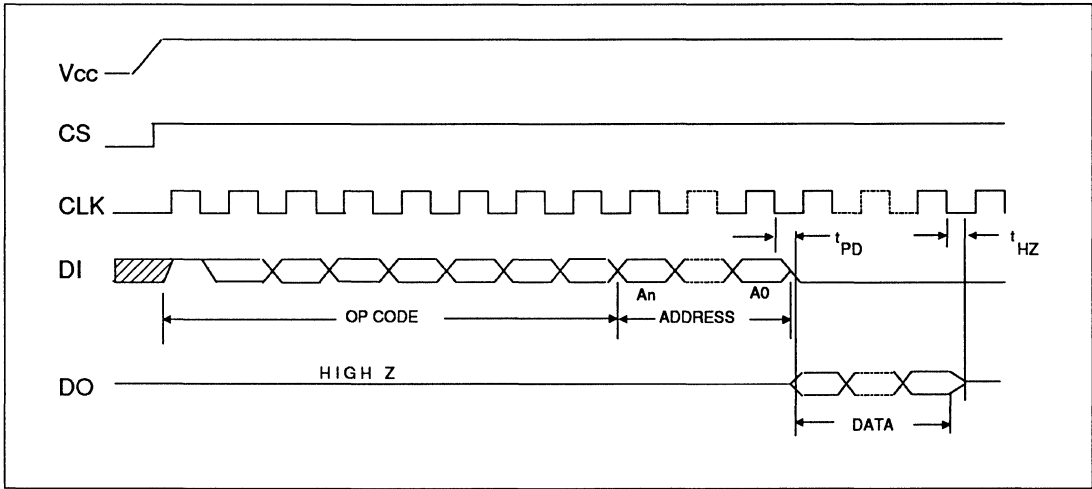 Vcc
CS
CLK
tPD
tHZ
DI
An
A0
OP CODE
ADDRESS
HIGH Z
DO
DATA